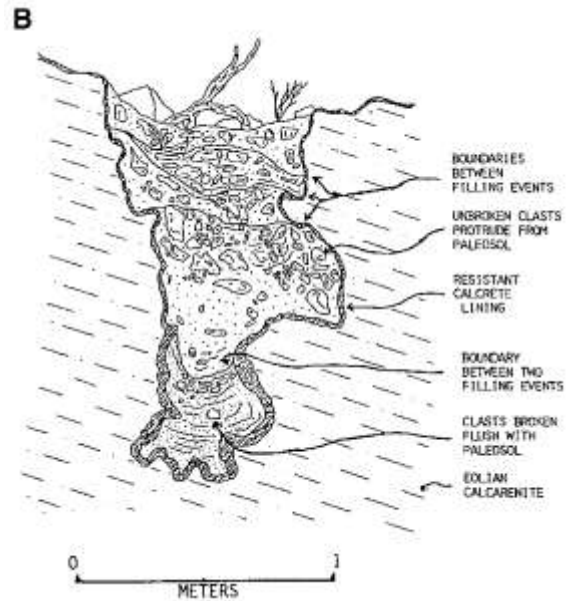 B
BOUNDARIES
BETWEEN
FILLING EVENTS
UNBROKEN CLASTS
PROTRUDE FROM
PALEOSOL
RESISTANT
CALCRETE
LINING
BOUNDARY
BETWEEN TWO
FILLING EVENTS
CLASTS BROKEN
FLUSH WITH
PALEOSOL
EOLIAN
CALCARENITE
0 1
METERS